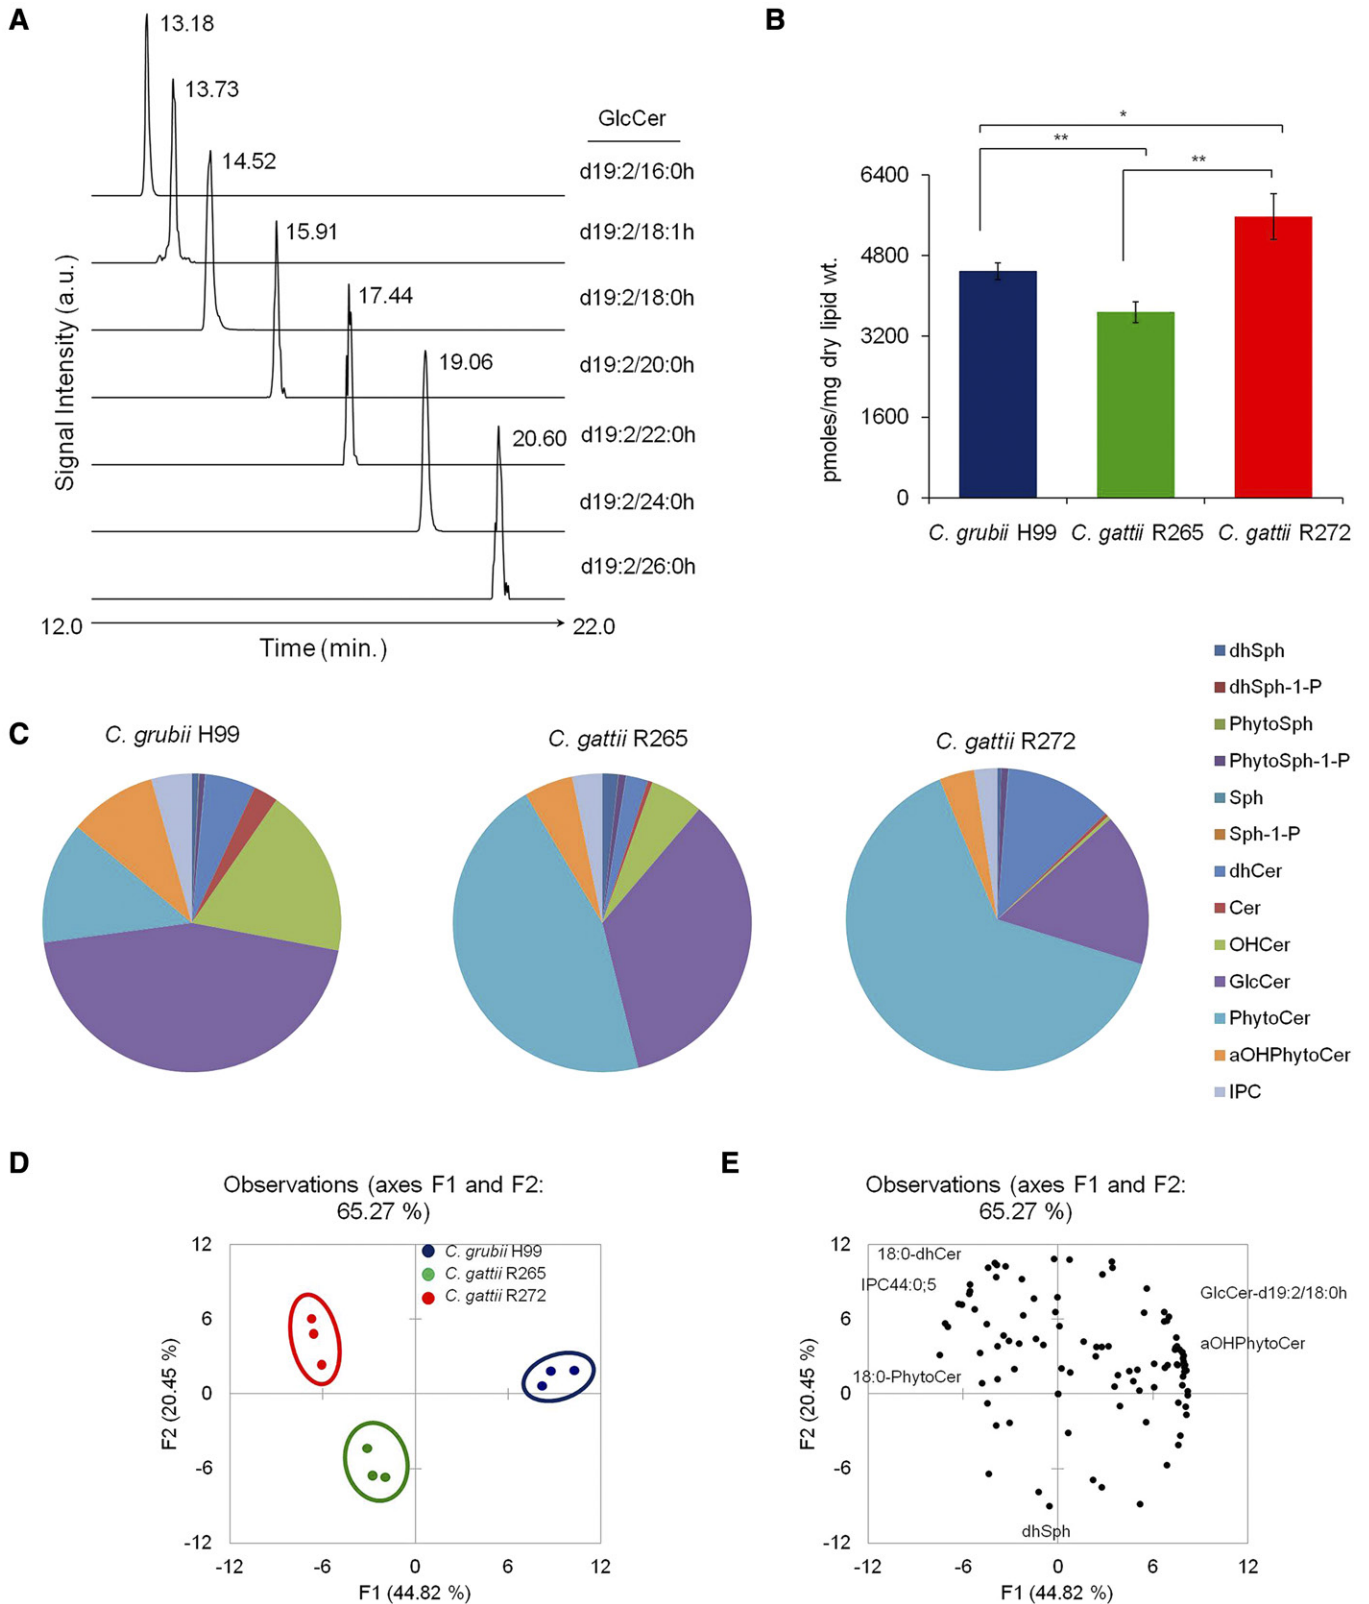 A
13.18
13.73
14.52
15.91
17.44
19.06
20.60
GlcCer
d19:2/16:0h
d19:2/18:1h
d19:2/18:0h
d19:2/20:0h
d19:2/22:0h
d19:2/24:0h
d19:2/26:0h
Signal Intensity (a.u.)
12.0
22.0
Time (min.)
B
*
**
**
6400
4800
3200
1600
0
pmoles/mg dry lipid wt.
C. grubii H99
C. gattii R265
C. gattii R272
C
C. grubii H99
C. gattii R265
C. gattii R272
dhSph
dhSph-1-P
PhytoSph
PhytoSph-1-P
Sph
Sph-1-P
dhCer
Cer
OHCer
GlcCer
PhytoCer
aOHPhytoCer
IPC
D
Observations (axes F1 and F2:
65.27 %)
C. grubii H99
C. gattii R265
C. gattii R272
12
6
0
-6
-12
F2 (20.45 %)
-12
-6
0
6
12
F1 (44.82 %)
E
Observations (axes F1 and F2:
65.27 %)
18:0-dhCer
IPC44:0;5
GlcCer-d19:2/18:0h
aOHPhytoCer
18:0-PhytoCer
dhSph
12
6
0
-6
-12
F2 (20.45 %)
-12
-6
0
6
12
F1 (44.82 %)